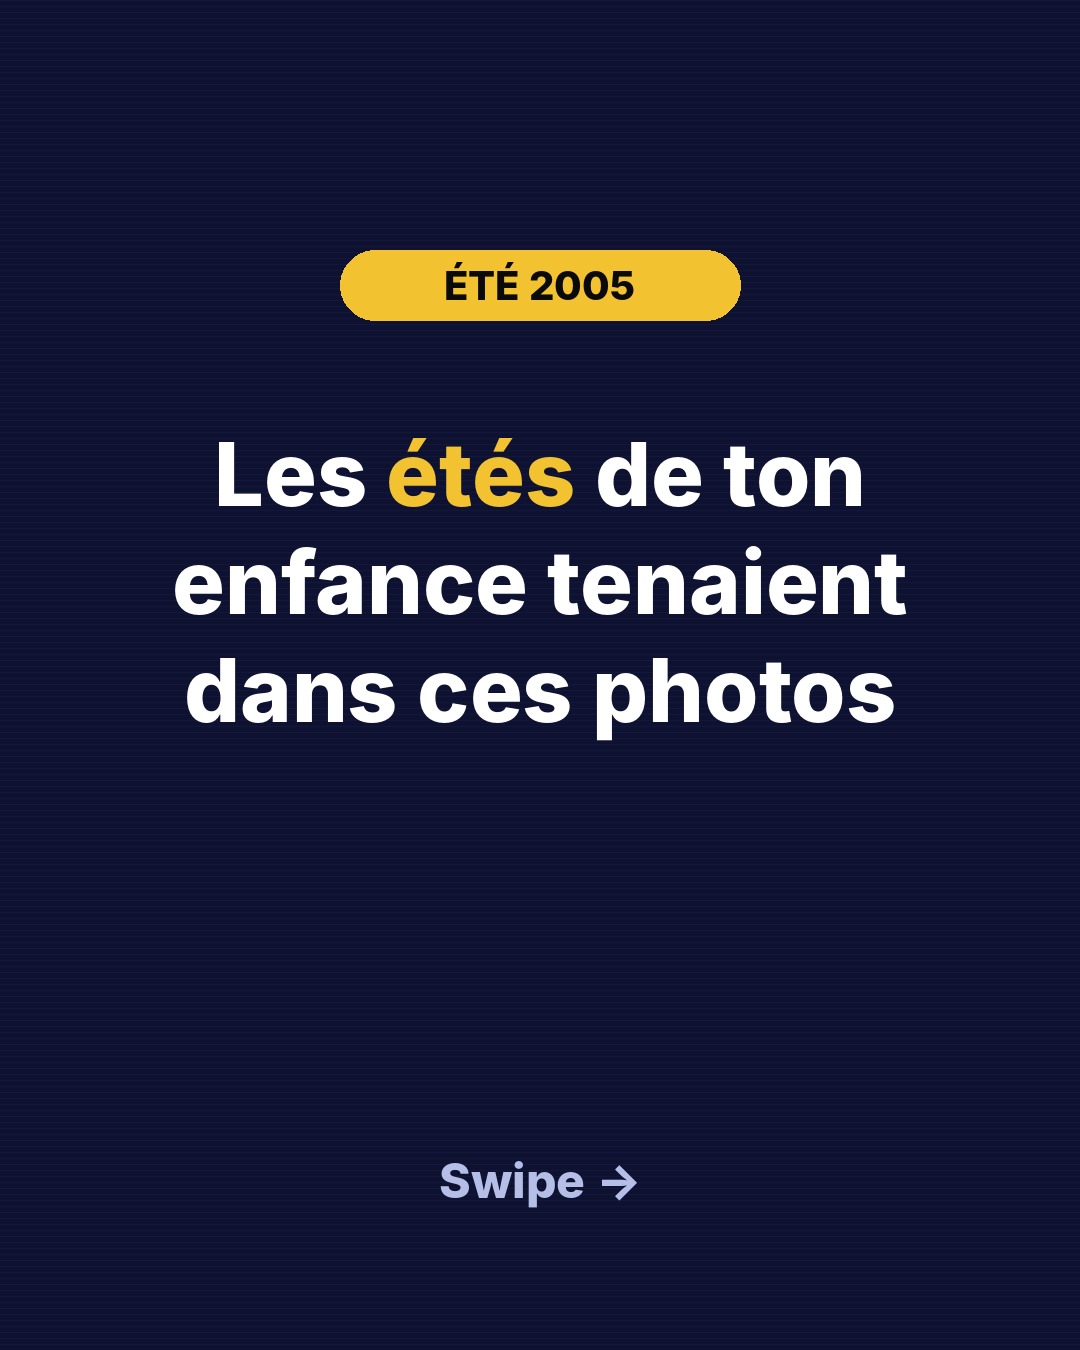 ÉTÉ 2005
Les étés de ton
enfance tenaient
dans ces photos
Swipe →